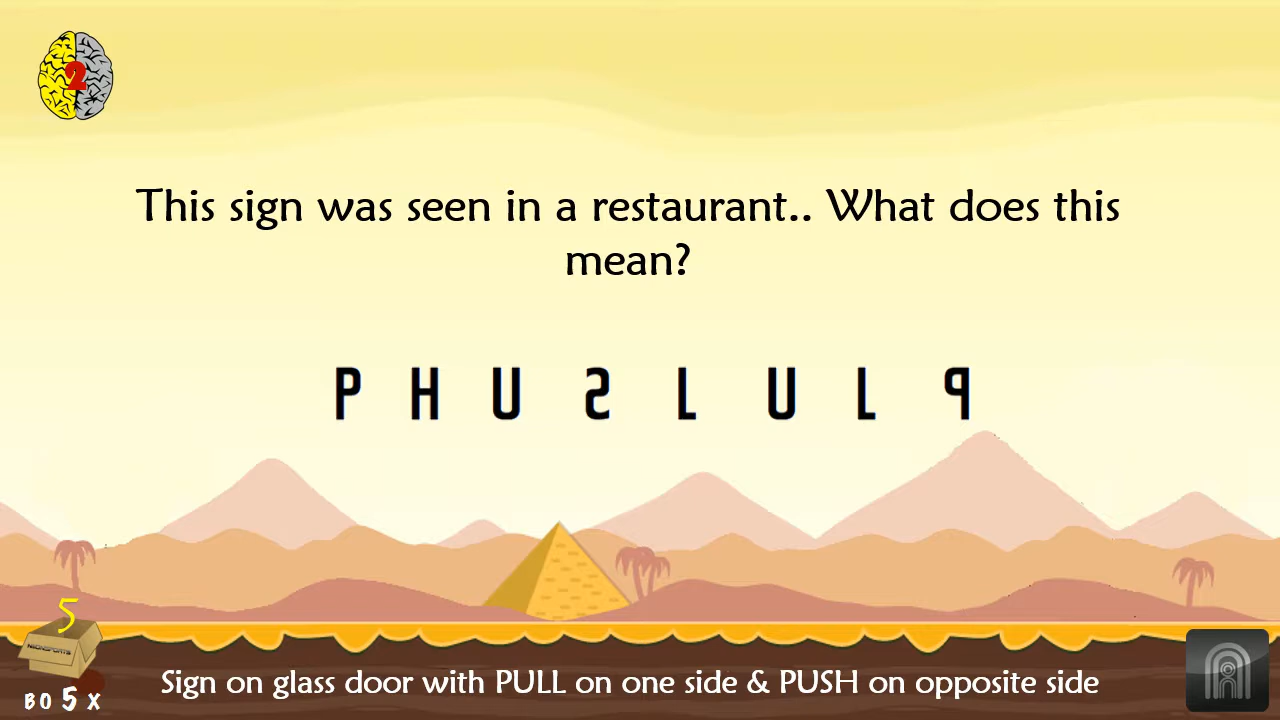 2
This sign was seen in a restaurant.. What does this
mean?
P H U S L U L P
5
BO 5 X
Sign on glass door with PULL on one side & PUSH on opposite side